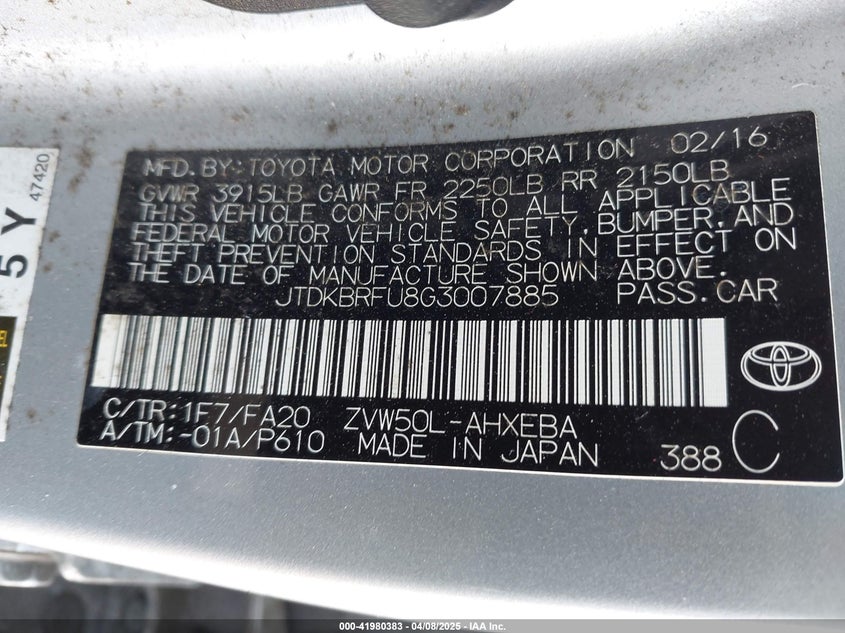 MFD.BY:TOYOTA MOTOR CORPORATION 02/16
GVWR 3915LB GAWR FR 2250LB RR 2150LB
THIS VEHICLE CONFORMS TO ALL APPLICABLE
FEDERAL MOTOR VEHICLE SAFETY,BUMPER,AND
THEFT PREVENTION STANDARDS IN EFFECT ON
THE DATE OF MANUFACTURE SHOWN ABOVE.
JTDKBRFU8G3007885 PASS.CAR
C/TR:1F7/FA20 ZVW50L-AHXEBA
A/TM:-01A/P610 MADE IN JAPAN 388 C
5 Y
47420
000-41980383 - 04/08/2025 - IAA Inc.